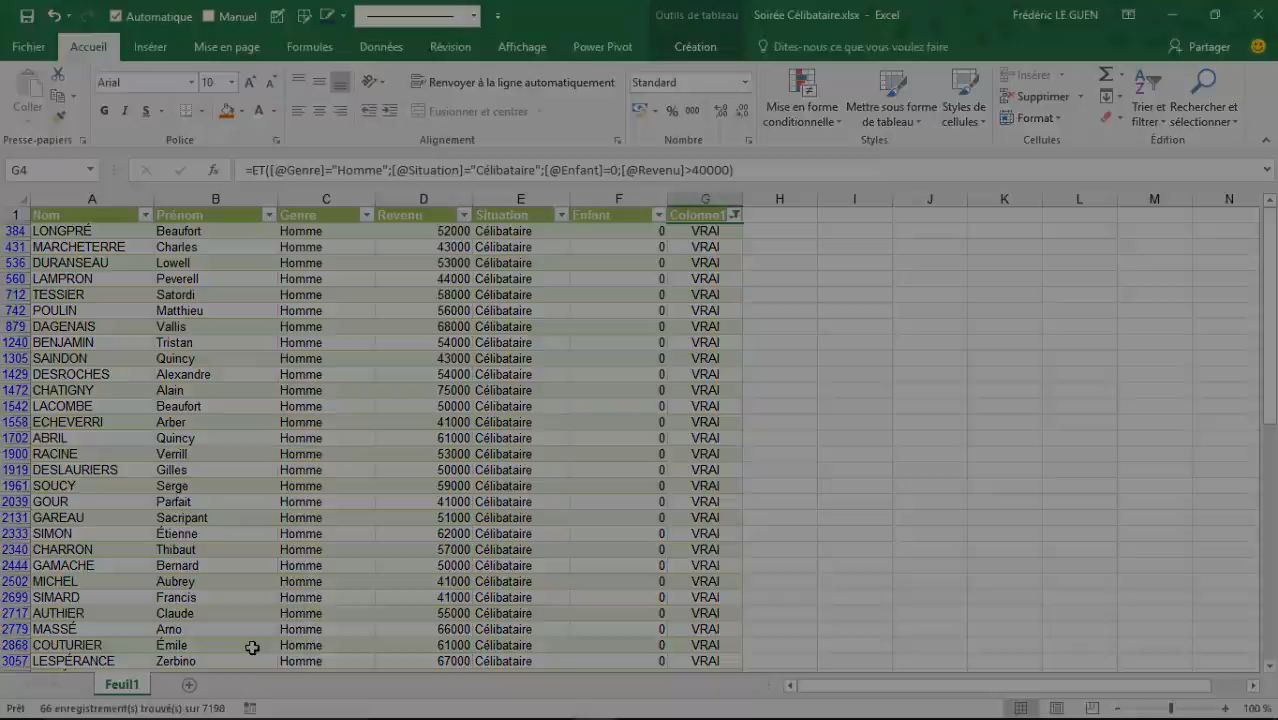 Automatique Manuel Outils de tableau Soirée Célibataire.xlsx - Excel Frédéric LE GUEN
Fichier Accueil Insérer Mise en page Formules Données Révision Affichage Power Pivot Création Dites-nous ce que vous voulez faire Partager
Coller Arial 10 Renvoyer à la ligne automatiquement Standard Mise en forme conditionnelle Mettre sous forme de tableau Styles de cellules Insérer Supprimer Format Trier et filtrer Rechercher et sélectionner
G I S A Fusionner et centrer % 000
Presse-papiers Police Alignement Nombre Styles Cellules Édition
G4 fx =ET([@Genre]="Homme";[@Situation]="Célibataire";[@Enfant]=0;[@Revenu]>40000)
A B C D E F G H I J K L M N
1 Nom Prénom Genre Revenu Situation Enfant Colonne1
384 LONGPRÉ Beaufort Homme 52000 Célibataire 0 VRAI
431 MARCHETERRE Charles Homme 43000 Célibataire 0 VRAI
536 DURANSEAU Lowell Homme 53000 Célibataire 0 VRAI
560 LAMPRON Peverell Homme 44000 Célibataire 0 VRAI
712 TESSIER Satordi Homme 58000 Célibataire 0 VRAI
742 POULIN Matthieu Homme 56000 Célibataire 0 VRAI
879 DAGENAIS Vallis Homme 68000 Célibataire 0 VRAI
1240 BENJAMIN Tristan Homme 54000 Célibataire 0 VRAI
1305 SAINDON Quincy Homme 43000 Célibataire 0 VRAI
1429 DESROCHES Alexandre Homme 54000 Célibataire 0 VRAI
1472 CHATIGNY Alain Homme 75000 Célibataire 0 VRAI
1542 LACOMBE Beaufort Homme 50000 Célibataire 0 VRAI
1558 ECHEVERRI Arber Homme 41000 Célibataire 0 VRAI
1702 ABRIL Quincy Homme 61000 Célibataire 0 VRAI
1900 RACINE Verrill Homme 53000 Célibataire 0 VRAI
1919 DESLAURIERS Gilles Homme 50000 Célibataire 0 VRAI
1961 SOUCY Serge Homme 59000 Célibataire 0 VRAI
2039 GOUR Parfait Homme 41000 Célibataire 0 VRAI
2131 GAREAU Sacripant Homme 51000 Célibataire 0 VRAI
2333 SIMON Étienne Homme 62000 Célibataire 0 VRAI
2340 CHARRON Thibaut Homme 57000 Célibataire 0 VRAI
2444 GAMACHE Bernard Homme 50000 Célibataire 0 VRAI
2502 MICHEL Aubrey Homme 41000 Célibataire 0 VRAI
2699 SIMARD Francis Homme 41000 Célibataire 0 VRAI
2717 AUTHIER Claude Homme 55000 Célibataire 0 VRAI
2779 MASSÉ Arno Homme 66000 Célibataire 0 VRAI
2868 COUTURIER Émile Homme 61000 Célibataire 0 VRAI
3057 LESPÉRANCE Zerbino Homme 67000 Célibataire 0 VRAI
Feuil1
Prêt 66 enregistrement(s) trouvé(s) sur 7198 100 %